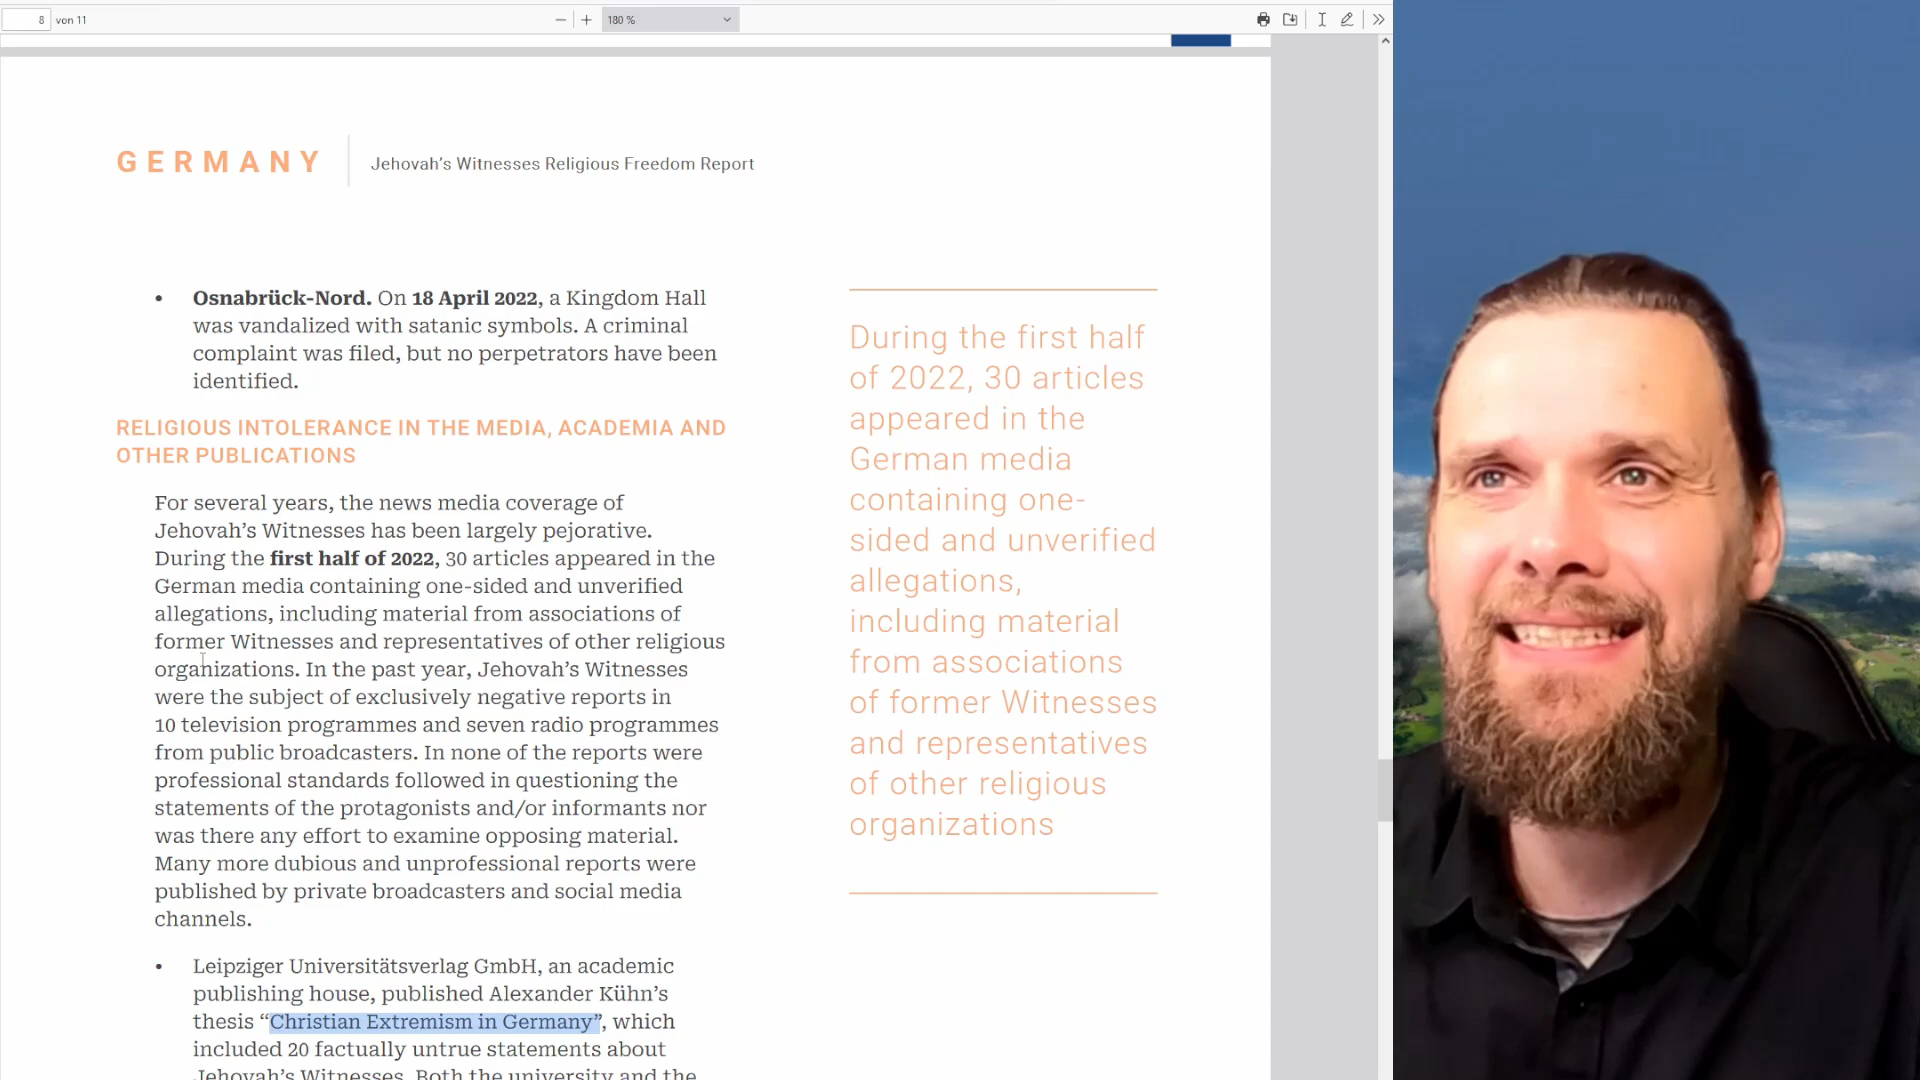 8 von 11
180 %
GERMANY
Jehovah's Witnesses Religious Freedom Report
• Osnabrück-Nord. On 18 April 2022, a Kingdom Hall
was vandalized with satanic symbols. A criminal
complaint was filed, but no perpetrators have been
identified.
RELIGIOUS INTOLERANCE IN THE MEDIA, ACADEMIA AND
OTHER PUBLICATIONS
For several years, the news media coverage of
Jehovah's Witnesses has been largely pejorative.
During the first half of 2022, 30 articles appeared in the
German media containing one-sided and unverified
allegations, including material from associations of
former Witnesses and representatives of other religious
organizations. In the past year, Jehovah's Witnesses
were the subject of exclusively negative reports in
10 television programmes and seven radio programmes
from public broadcasters. In none of the reports were
professional standards followed in questioning the
statements of the protagonists and/or informants nor
was there any effort to examine opposing material.
Many more dubious and unprofessional reports were
published by private broadcasters and social media
channels.
• Leipziger Universitätsverlag GmbH, an academic
publishing house, published Alexander Kühn's
thesis “Christian Extremism in Germany”, which
included 20 factually untrue statements about
Jehovah's Witnesses. Both the university and the
During the first half
of 2022, 30 articles
appeared in the
German media
containing one-
sided and unverified
allegations,
including material
from associations
of former Witnesses
and representatives
of other religious
organizations